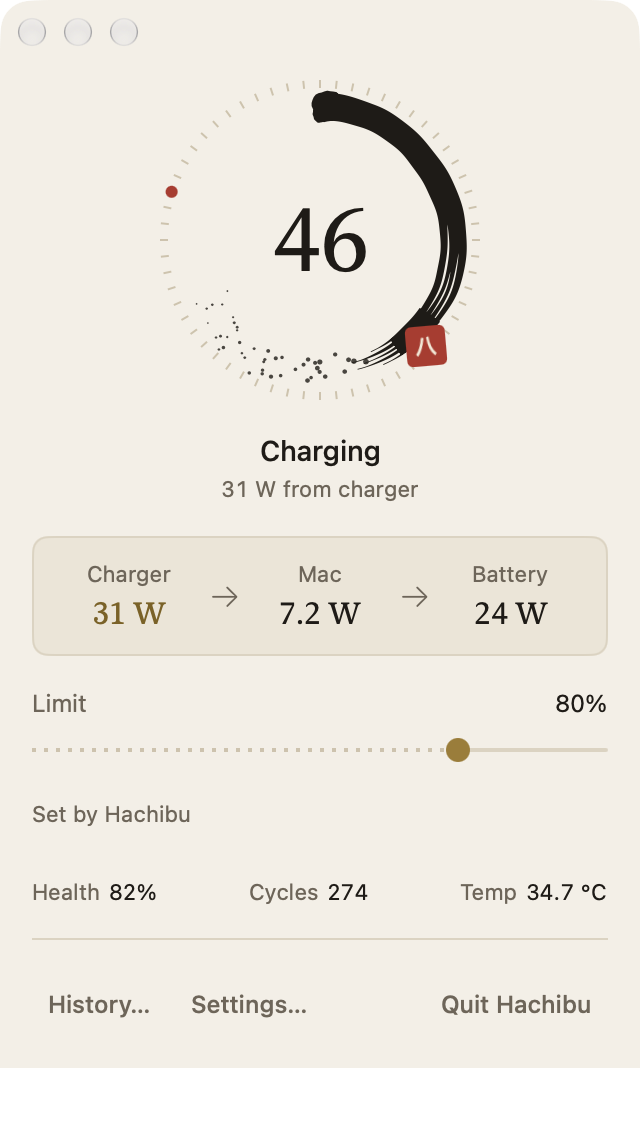 46
八
Charging
31 W from charger
Charger → Mac → Battery
31 W 7.2 W 24 W
Limit 80%
Set by Hachibu
Health 82% Cycles 274 Temp 34.7 °C
History... Settings... Quit Hachibu